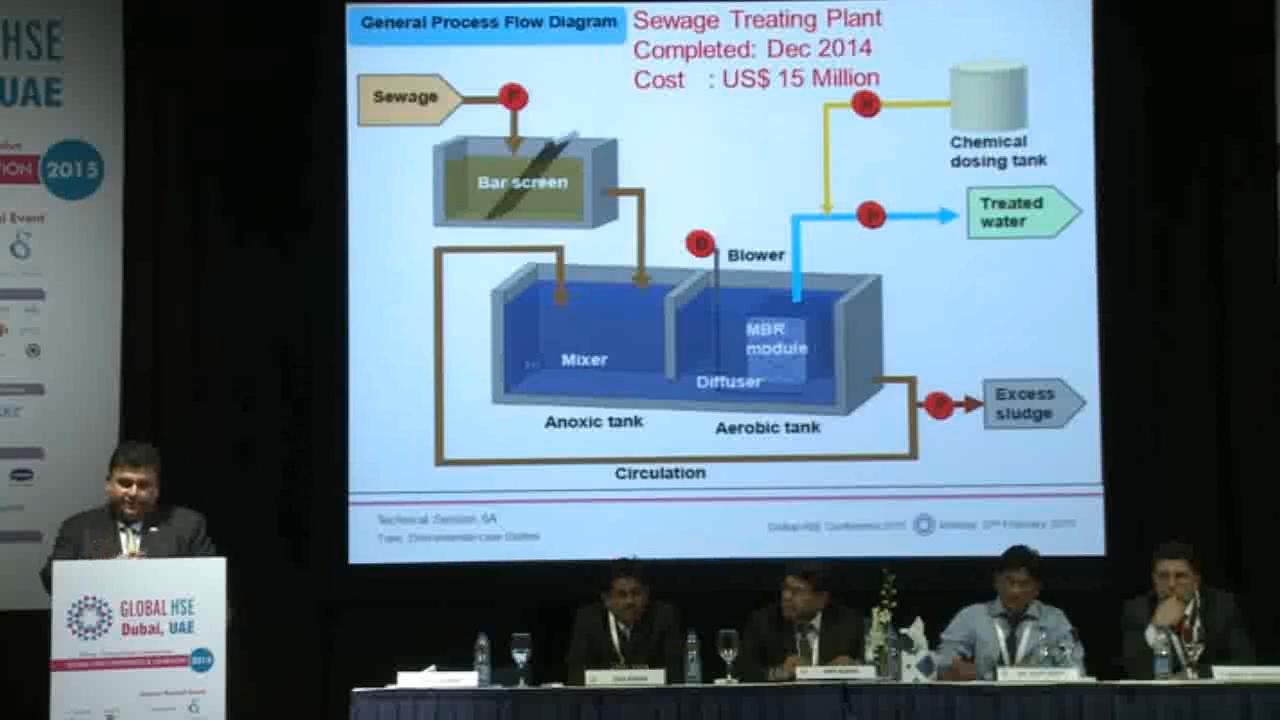 HSE
UAE
ION 2015
Event
General Process Flow Diagram
Sewage Treating Plant
Completed: Dec 2014
Cost : US$ 15 Million
Sewage
P
Bar screen
Chemical
dosing tank
Treated
water
P
Blower
B
MBR
module
Mixer
Diffuser
Anoxic tank
Aerobic tank
Excess
sludge
Circulation
Technical Session 6A
GLOBAL HSE
Dubai, UAE